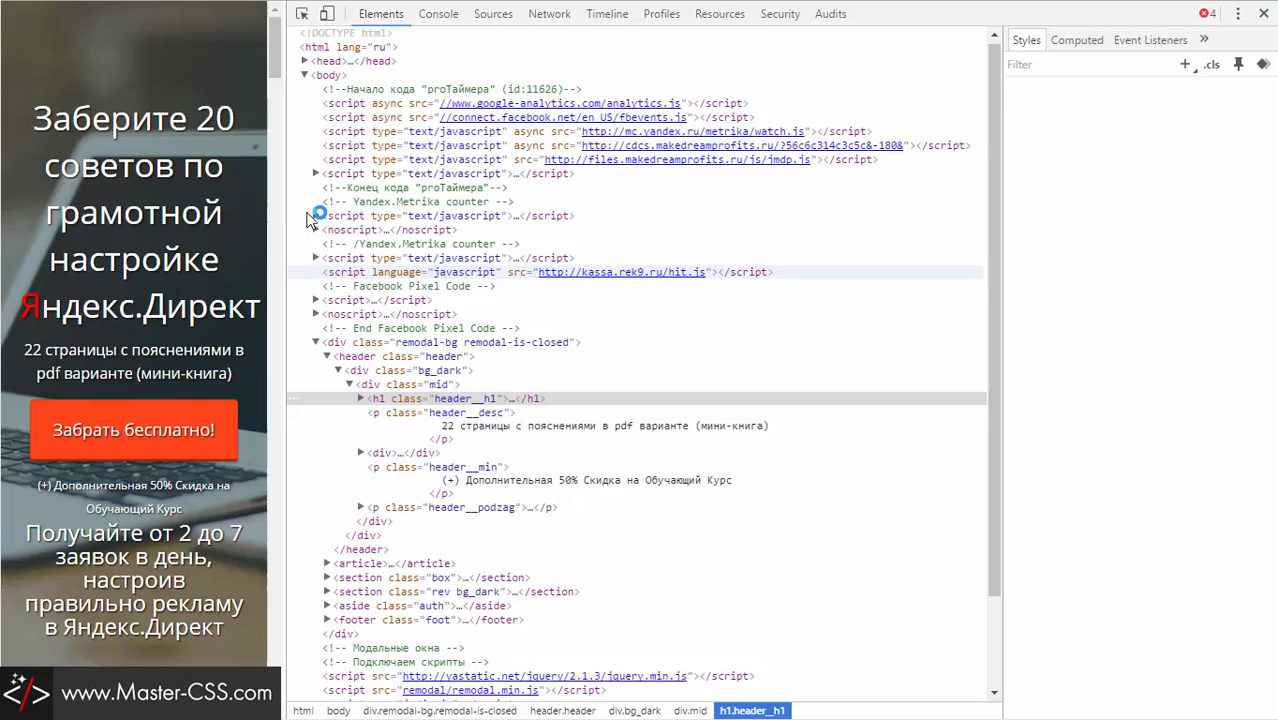 Заберите 20
советов по
грамотной
настройке
Яндекс.Директ
22 страницы с пояснениями в
pdf варианте (мини-книга)
Забрать бесплатно!
(+) Дополнительная 50% Скидка на
Обучающий Курс
Получайте от 2 до 7
заявок в день,
настроив
правильно рекламу
в Яндекс.Директ
www.Master-CSS.com
Elements Console Sources Network Timeline Profiles Resources Security Audits 4
<!DOCTYPE html>
<html lang="ru">
<head>…</head>
<body>
<!--Начало кода "proТаймера" (id:11626)-->
<script async src="//www.google-analytics.com/analytics.js"></script>
<script async src="//connect.facebook.net/en_US/fbevents.js"></script>
<script type="text/javascript" async src="http://mc.yandex.ru/metrika/watch.js"></script>
<script type="text/javascript" async src="http://cdcs.makedreamprofits.ru/?56c6c314c3c5c&-180&"></script>
<script type="text/javascript" async src="http://files.makedreamprofits.ru/js/jmdp.js"></script>
<script type="text/javascript">…</script>
<!--Конец кода "proТаймера"-->
<!-- Yandex.Metrika counter -->
script type="text/javascript">…</script>
<noscript>…</noscript>
<!-- /Yandex.Metrika counter -->
<script type="text/javascript">…</script>
<script language="javascript" src="http://kassa.rek9.ru/hit.js"></script>
<!-- Facebook Pixel Code -->
<script>…</script>
<noscript>…</noscript>
<!-- End Facebook Pixel Code -->
<div class="remodal-bg remodal-is-closed">
<header class="header">
<div class="bg_dark">
<div class="mid">
<h1 class="header__h1">…</h1>
<p class="header__desc">
22 страницы с пояснениями в pdf варианте (мини-книга)
</p>
<div>…</div>
<p class="header__min">
(+) Дополнительная 50% Скидка на Обучающий Курс
</p>
<p class="header__podzag">…</p>
</div>
</div>
</header>
<article>…</article>
<section class="box">…</section>
<section class="rev bg_dark">…</section>
<aside class="auth">…</aside>
<footer class="foot">…</footer>
</div>
<!-- Модальные окна -->
<!-- Подключаем скрипты -->
<script src="http://yastatic.net/jquery/2.1.3/jquery.min.js"></script>
<script src="remodal/remodal.min.js"></script>
html body div.remodal-bg.remodal-is-closed header.header div.bg_dark div.mid h1.header__h1
Styles Computed Event Listeners »
Filter + .cls